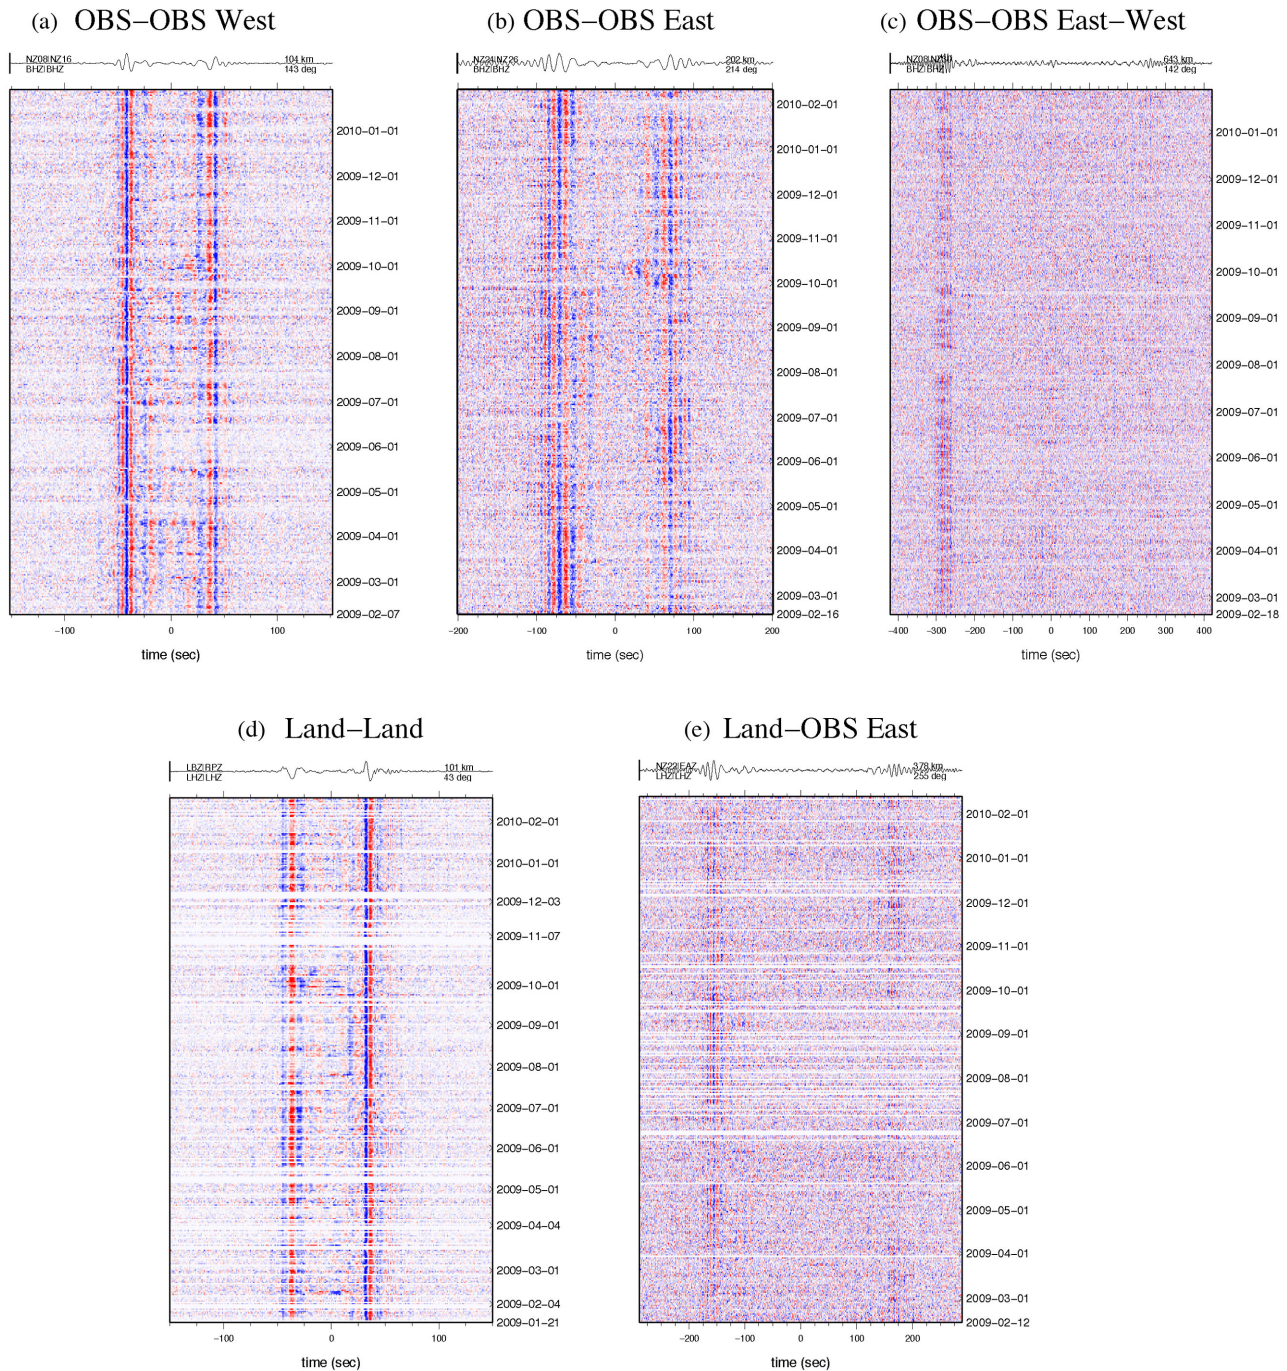 (a) OBS–OBS West
NZ08|NZ16
BHZ|BHZ
104 km
143 deg
2010–01–01
2009–12–01
2009–11–01
2009–10–01
2009–09–01
2009–08–01
2009–07–01
2009–06–01
2009–05–01
2009–04–01
2009–03–01
2009–02–07
−100 0 100
time (sec)
(b) OBS–OBS East
NZ24|NZ26
BHZ|BHZ
202 km
214 deg
2010–02–01
2010–01–01
2009–12–01
2009–11–01
2009–10–01
2009–09–01
2009–08–01
2009–07–01
2009–06–01
2009–05–01
2009–04–01
2009–03–01
2009–02–16
−200 −100 0 100 200
time (sec)
(c) OBS–OBS East–West
BHZ|BHZ
643 km
142 deg
2010–01–01
2009–12–01
2009–11–01
2009–10–01
2009–09–01
2009–08–01
2009–07–01
2009–06–01
2009–05–01
2009–04–01
2009–03–01
2009–02–18
−400 −300 −200 −100 0 100 200 300 400
time (sec)
(d) Land–Land
LBZ|RPZ
LHZ|LHZ
101 km
43 deg
2010–02–01
2010–01–01
2009–12–03
2009–11–07
2009–10–01
2009–09–01
2009–08–01
2009–07–01
2009–06–01
2009–05–01
2009–04–04
2009–03–01
2009–02–04
2009–01–21
−100 0 100
time (sec)
(e) Land–OBS East
NZ22|EAZ
LHZ|LHZ
378 km
255 deg
2010–02–01
2010–01–01
2009–12–01
2009–11–01
2009–10–01
2009–09–01
2009–08–01
2009–07–01
2009–06–01
2009–05–01
2009–04–01
2009–03–01
2009–02–12
−200 −100 0 100 200
time (sec)